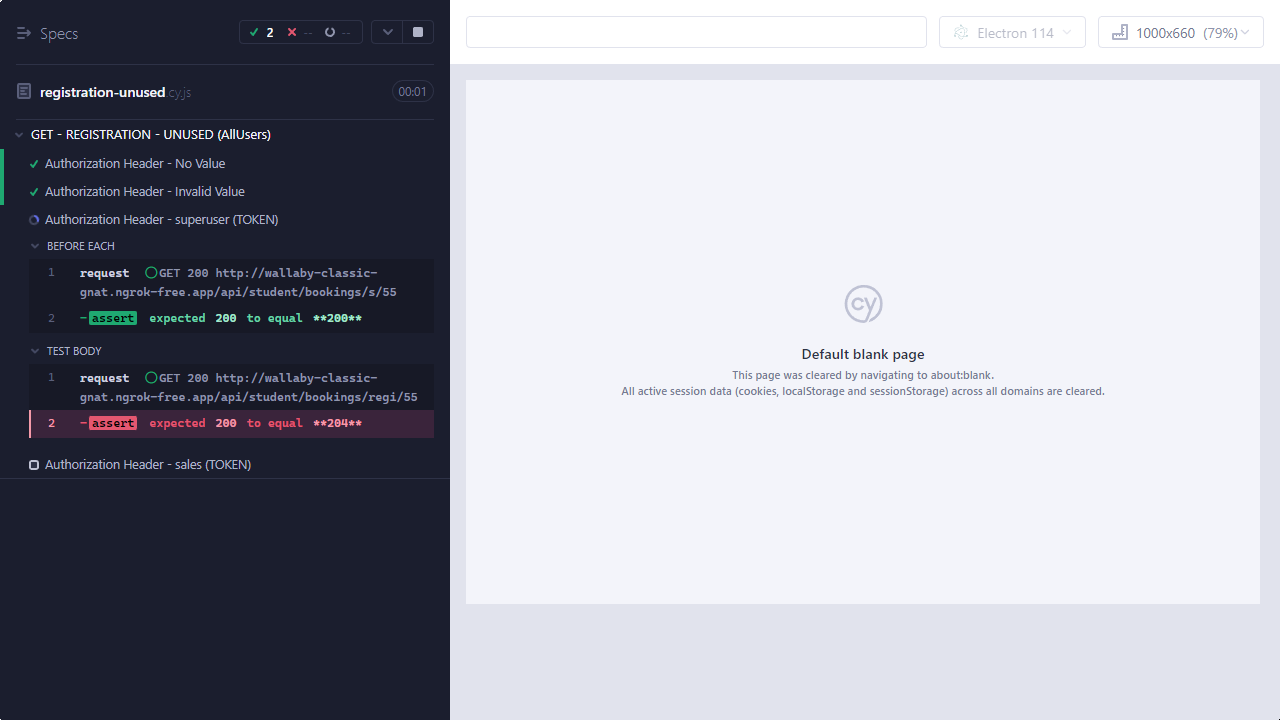 Specs
2 -- --
registration-unused.cy.js 00:01
GET - REGISTRATION - UNUSED (AllUsers)
Authorization Header - No Value
Authorization Header - Invalid Value
Authorization Header - superuser (TOKEN)
BEFORE EACH
1 request GET 200 http://wallaby-classic-
gnat.ngrok-free.app/api/student/bookings/s/55
2 -assert expected 200 to equal **200**
TEST BODY
1 request GET 200 http://wallaby-classic-
gnat.ngrok-free.app/api/student/bookings/regi/55
2 -assert expected 200 to equal **204**
Authorization Header - sales (TOKEN)
Electron 114
1000x660 (79%)
cy
Default blank page
This page was cleared by navigating to about:blank.
All active session data (cookies, localStorage and sessionStorage) across all domains are cleared.